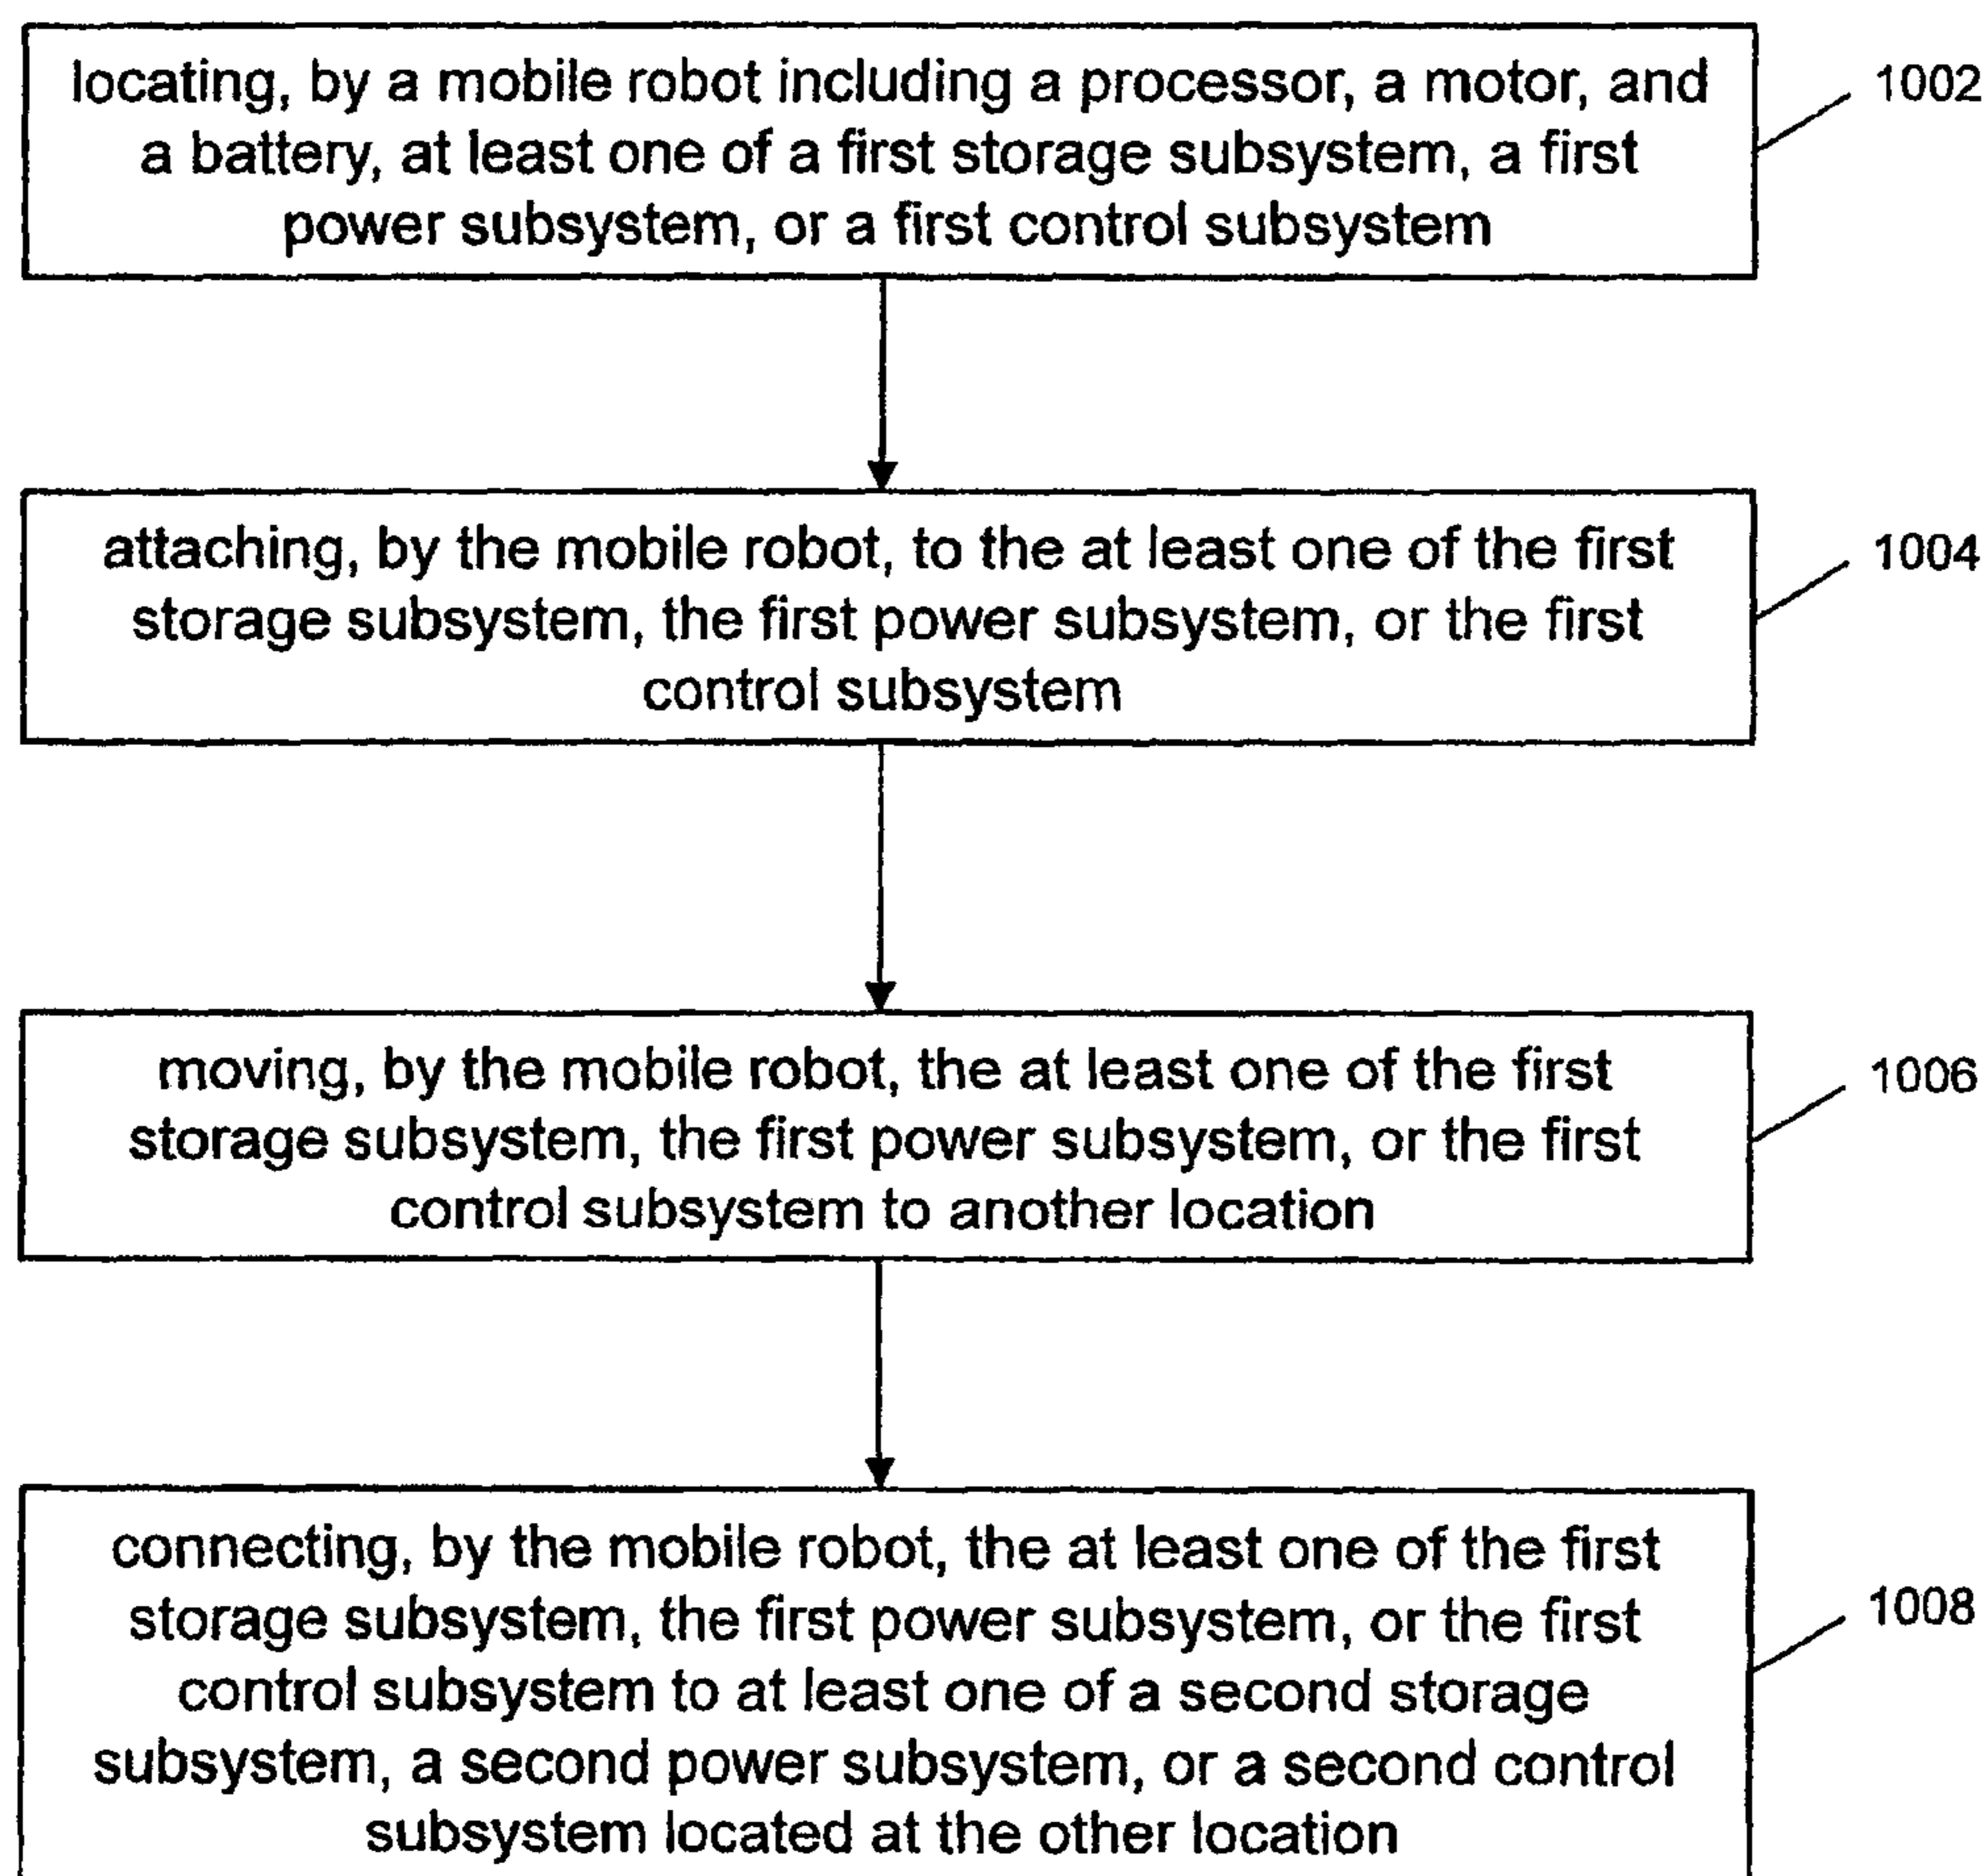 locating, by a mobile robot including a processor, a motor, and
a battery, at least one of a first storage subsystem, a first
power subsystem, or a first control subsystem
1002
attaching, by the mobile robot, to the at least one of the first
storage subsystem, the first power subsystem, or the first
control subsystem
1004
moving, by the mobile robot, the at least one of the first
storage subsystem, the first power subsystem, or the first
control subsystem to another location
1006
connecting, by the mobile robot, the at least one of the first
storage subsystem, the first power subsystem, or the first
control subsystem to at least one of a second storage
subsystem, a second power subsystem, or a second control
subsystem located at the other location
1008